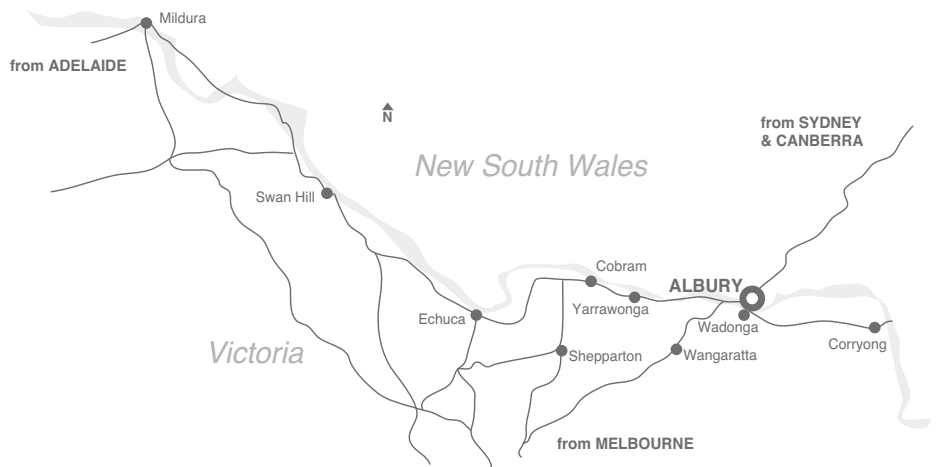 Mildura
from ADELAIDE
N
from SYDNEY
& CANBERRA
New South Wales
Swan Hill
Cobram
ALBURY
Yarrawonga
Echuca
Wadonga
Corryong
Victoria
Shepparton
Wangaratta
from MELBOURNE